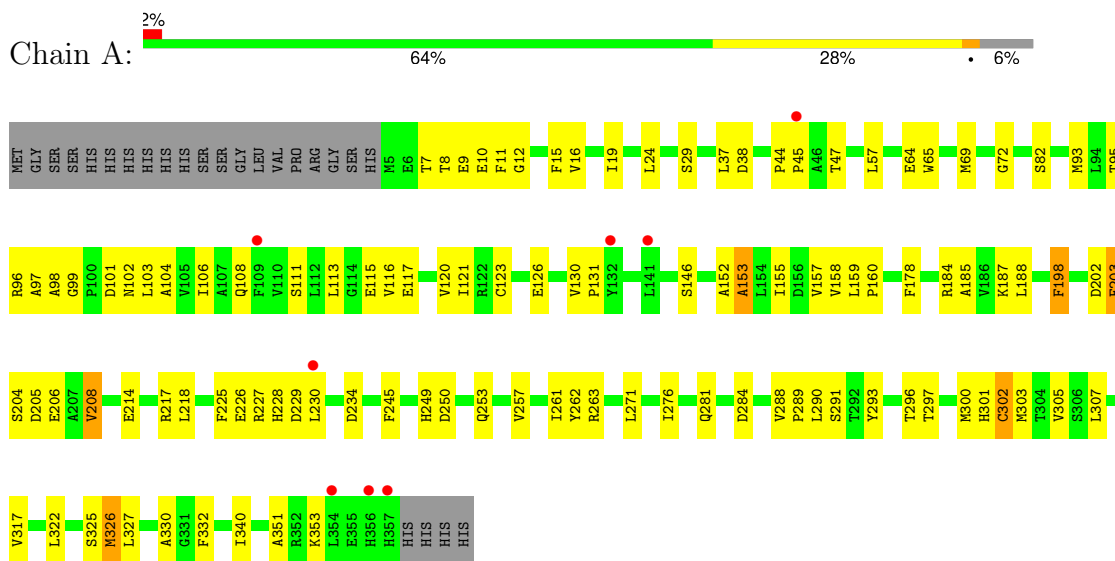 2%
Chain A:
64% 28% • 6%
MET GLY SER SER HIS HIS HIS HIS HIS HIS SER SER GLY LEU VAL PRO ARG GLY SER HIS M5 E6 T7 T8 E9 E10 F11 G12 F15 V16 I19 L24 S29 L37 D38 P44 P45 A46 T47 L57 E64 W65 M69 G72 S82 M93 L94 T95
R96 A97 A98 G99 P100 D101 N102 L103 A104 V105 I106 A107 Q108 F109 V110 S111 L112 L113 G114 E115 V116 E117 V120 I121 R122 C123 E126 V130 P131 Y132 L141 S146 A152 A153 L154 I155 D156 V157 V158 L159 P160 F178 R184 A185 V186 K187 L188 F198 D202
S204 D205 E206 A207 V208 E214 R217 L218 F225 E226 R227 H228 D229 L230 D234 F245 H249 D250 Q253 V257 I261 Y262 R263 L271 I276 Q281 D284 V288 P289 L290 S291 T292 Y293 T296 T297 M300 H301 C302 M303 T304 V305 S306 L307
V317 L322 S325 M326 L327 A330 G331 F332 I340 A351 R352 K353 L354 E355 H356 H357 HIS HIS HIS HIS